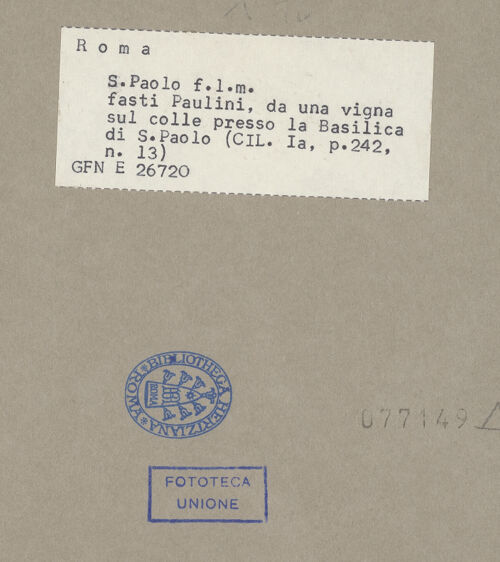 Roma
S.Paolo f.l.m.
fasti Paulini, da una vigna
sul colle presso la Basilica
di S.Paolo (CIL. Ia, p.242,
n. 13)
GFN E 26720
BIBLIOTHECA HERTZIANA * ROMA *
ROMA
077149
FOTOTECA
UNIONE